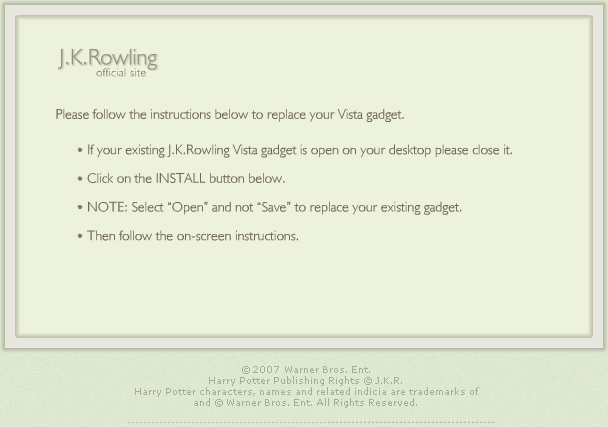 J.K.Rowling
official site
Please follow the instructions below to replace your Vista gadget.
• If your existing J.K.Rowling Vista gadget is open on your desktop please close it.
• Click on the INSTALL button below.
• NOTE: Select “Open” and not “Save” to replace your existing gadget.
• Then follow the on-screen instructions.
©2007 Warner Bros. Ent.
Harry Potter Publishing Rights © J.K.R.
Harry Potter characters, names and related indicia are trademarks of
and © Warner Bros. Ent. All Rights Reserved.